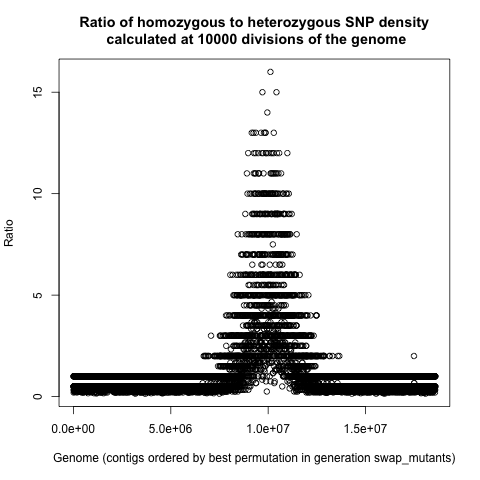 Ratio of homozygous to heterozygous SNP density
calculated at 10000 divisions of the genome
15
10
5
0
Ratio
0.0e+00 5.0e+06 1.0e+07 1.5e+07
Genome (contigs ordered by best permutation in generation swap_mutants)